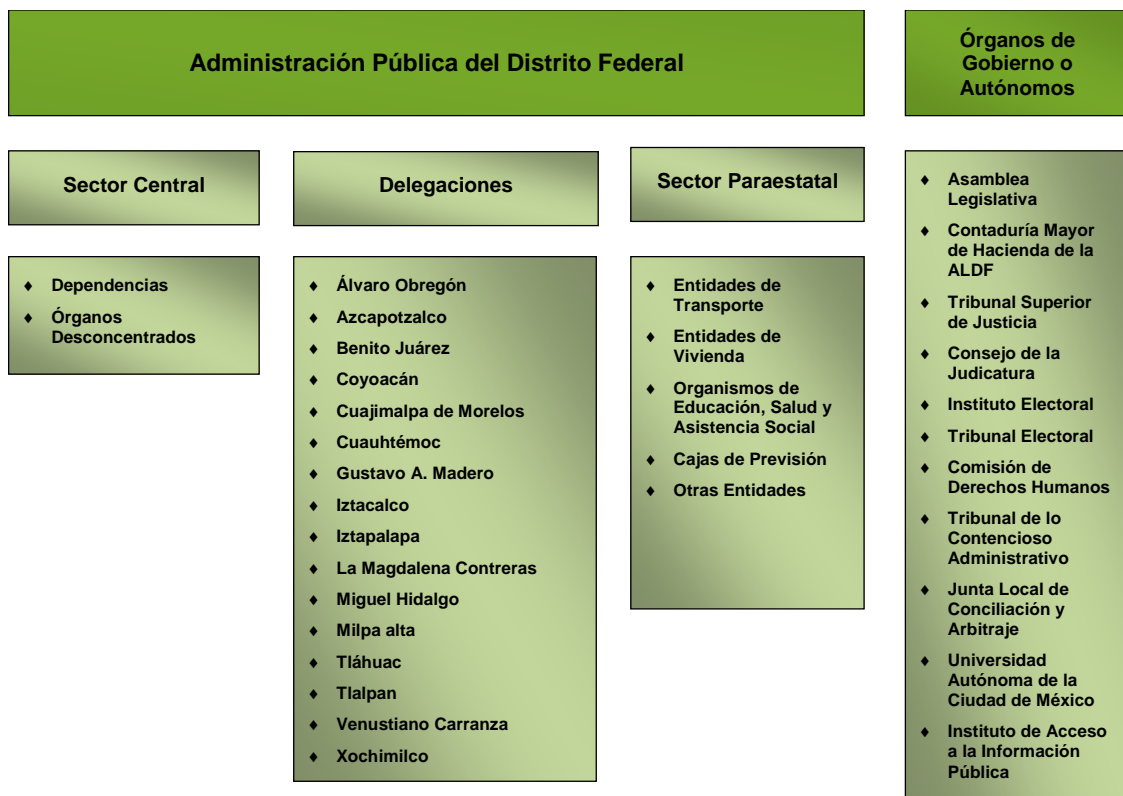 Administración Pública del Distrito Federal
Órganos de
Gobierno o
Autónomos
Sector Central
♦ Dependencias
♦ Órganos
Desconcentrados
Delegaciones
♦ Álvaro Obregón
♦ Azcapotzalco
♦ Benito Juárez
♦ Coyoacán
♦ Cuajimalpa de Morelos
♦ Cuauhtémoc
♦ Gustavo A. Madero
♦ Iztacalco
♦ Iztapalapa
♦ La Magdalena Contreras
♦ Miguel Hidalgo
♦ Milpa alta
♦ Tláhuac
♦ Tlalpan
♦ Venustiano Carranza
♦ Xochimilco
Sector Paraestatal
♦ Entidades de
Transporte
♦ Entidades de
Vivienda
♦ Organismos de
Educación, Salud y
Asistencia Social
♦ Cajas de Previsión
♦ Otras Entidades
♦ Asamblea
Legislativa
♦ Contaduría Mayor
de Hacienda de la
ALDF
♦ Tribunal Superior
de Justicia
♦ Consejo de la
Judicatura
♦ Instituto Electoral
♦ Tribunal Electoral
♦ Comisión de
Derechos Humanos
♦ Tribunal de lo
Contencioso
Administrativo
♦ Junta Local de
Conciliación y
Arbitraje
♦ Universidad
Autónoma de la
Ciudad de México
♦ Instituto de Acceso
a la Información
Pública